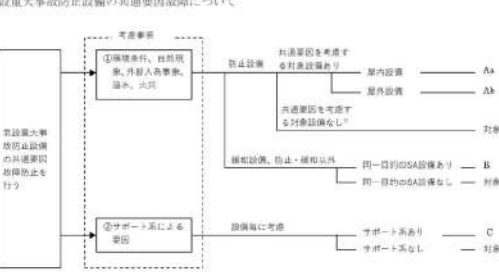 設重大事故防止設備の共通要因故障について
考慮事項
①環境条件、自然現
象、外部人為事象、
溢水、火災
防止設備
共通要因を考慮す
る対象設備あり
屋内設備
Aa
屋外設備
Ab
共通要因を考慮す
る対象設備なし
対象
常設重大事
故防止設備
の共通要因
故障防止を
行う
緩和設備、防止・緩和以外
同一目的のSA設備あり
B
同一目的のSA設備なし
対象
②サポート系による
要因
設備毎に考慮
サポート系あり
C
サポート系なし
対象